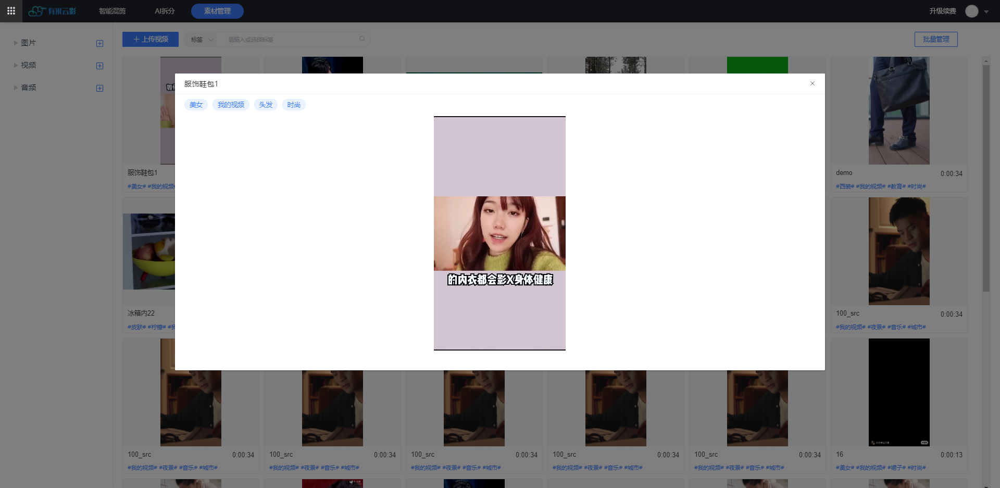 有米云影
智能混剪
AI拆分
素材管理
升级续费
图片
视频
音频
上传视频
标签
请输入或选择标签
批量管理
服饰鞋包1
美女
我的视频
头发
时尚
的内衣都会影X身体健康
服饰鞋包1
#美女# #我的视频
demo
0:00:34
#西装# #我的视频# #教育# #时尚#
冰箱内22
#皮肤# #柠檬# #我
100_src
0:00:34
#我的视频# #夜景# #音乐# #城市#
100_src
0:00:34
#我的视频# #夜景# #音乐# #城市#
100_src
0:00:34
#我的视频# #夜景# #音乐# #城市#
100_src
0:00:34
#我的视频# #夜景# #音乐# #城市#
100_src
0:00:34
#我的视频# #夜景# #音乐# #城市#
100_src
0:00:34
#我的视频# #夜景# #音乐# #城市#
16
0:00:13
#美女# #我的视频# #裙子# #时尚#